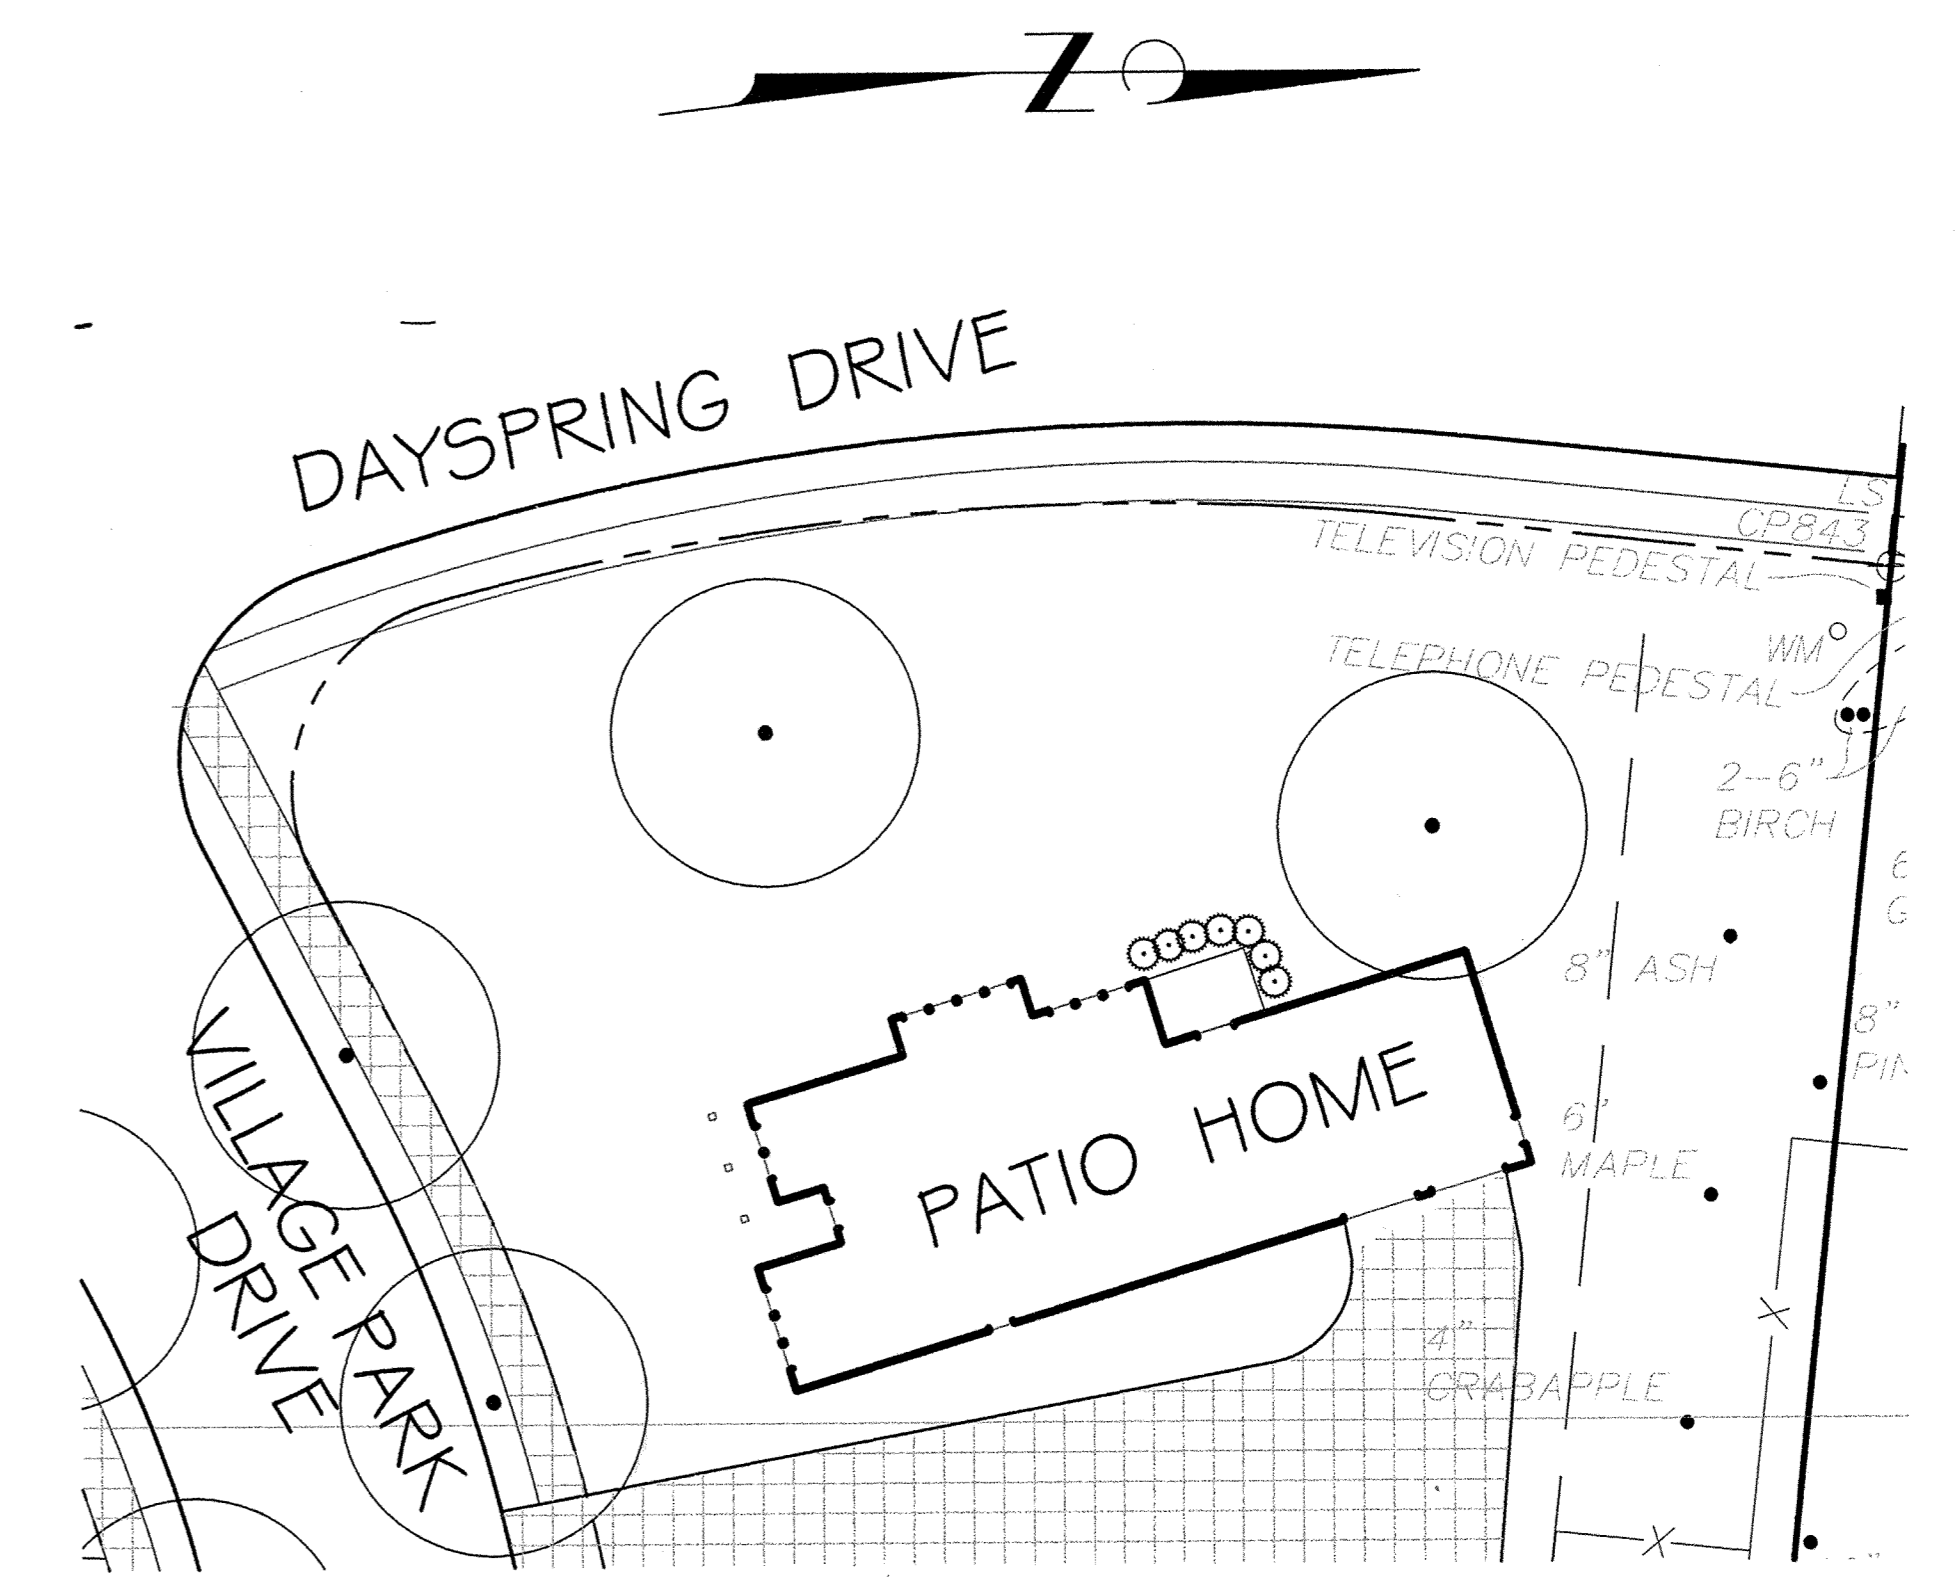 N
DAYSPRING DRIVE
LS
CP843
TELEVISION PEDESTAL
WM
TELEPHONE PEDESTAL
2-6"
BIRCH
8" ASH
8"
6"
MAPLE
PATIO HOME
VILLAGE PARK
DRIVE
4"
CRABAPPLE
X
X